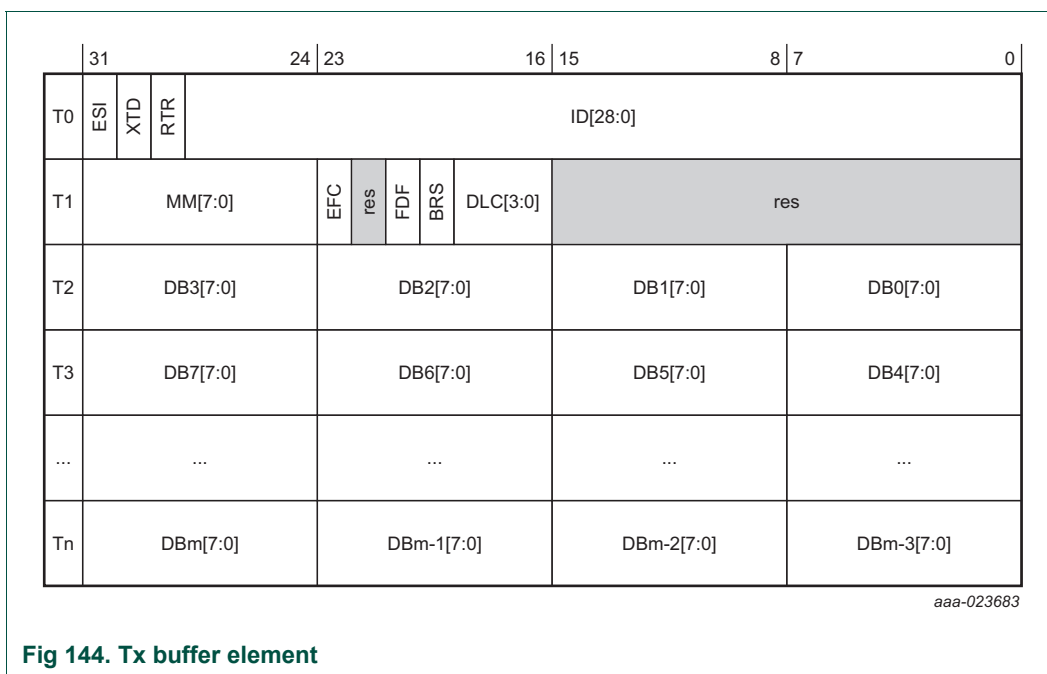 31 24 23 16 15 8 7 0
T0 ESI XTD RTR ID[28:0]
T1 MM[7:0] EFC res FDF BRS DLC[3:0] res
T2 DB3[7:0] DB2[7:0] DB1[7:0] DB0[7:0]
T3 DB7[7:0] DB6[7:0] DB5[7:0] DB4[7:0]
... ... ... ... ...
Tn DBm[7:0] DBm-1[7:0] DBm-2[7:0] DBm-3[7:0]
aaa-023683
Fig 144. Tx buffer element